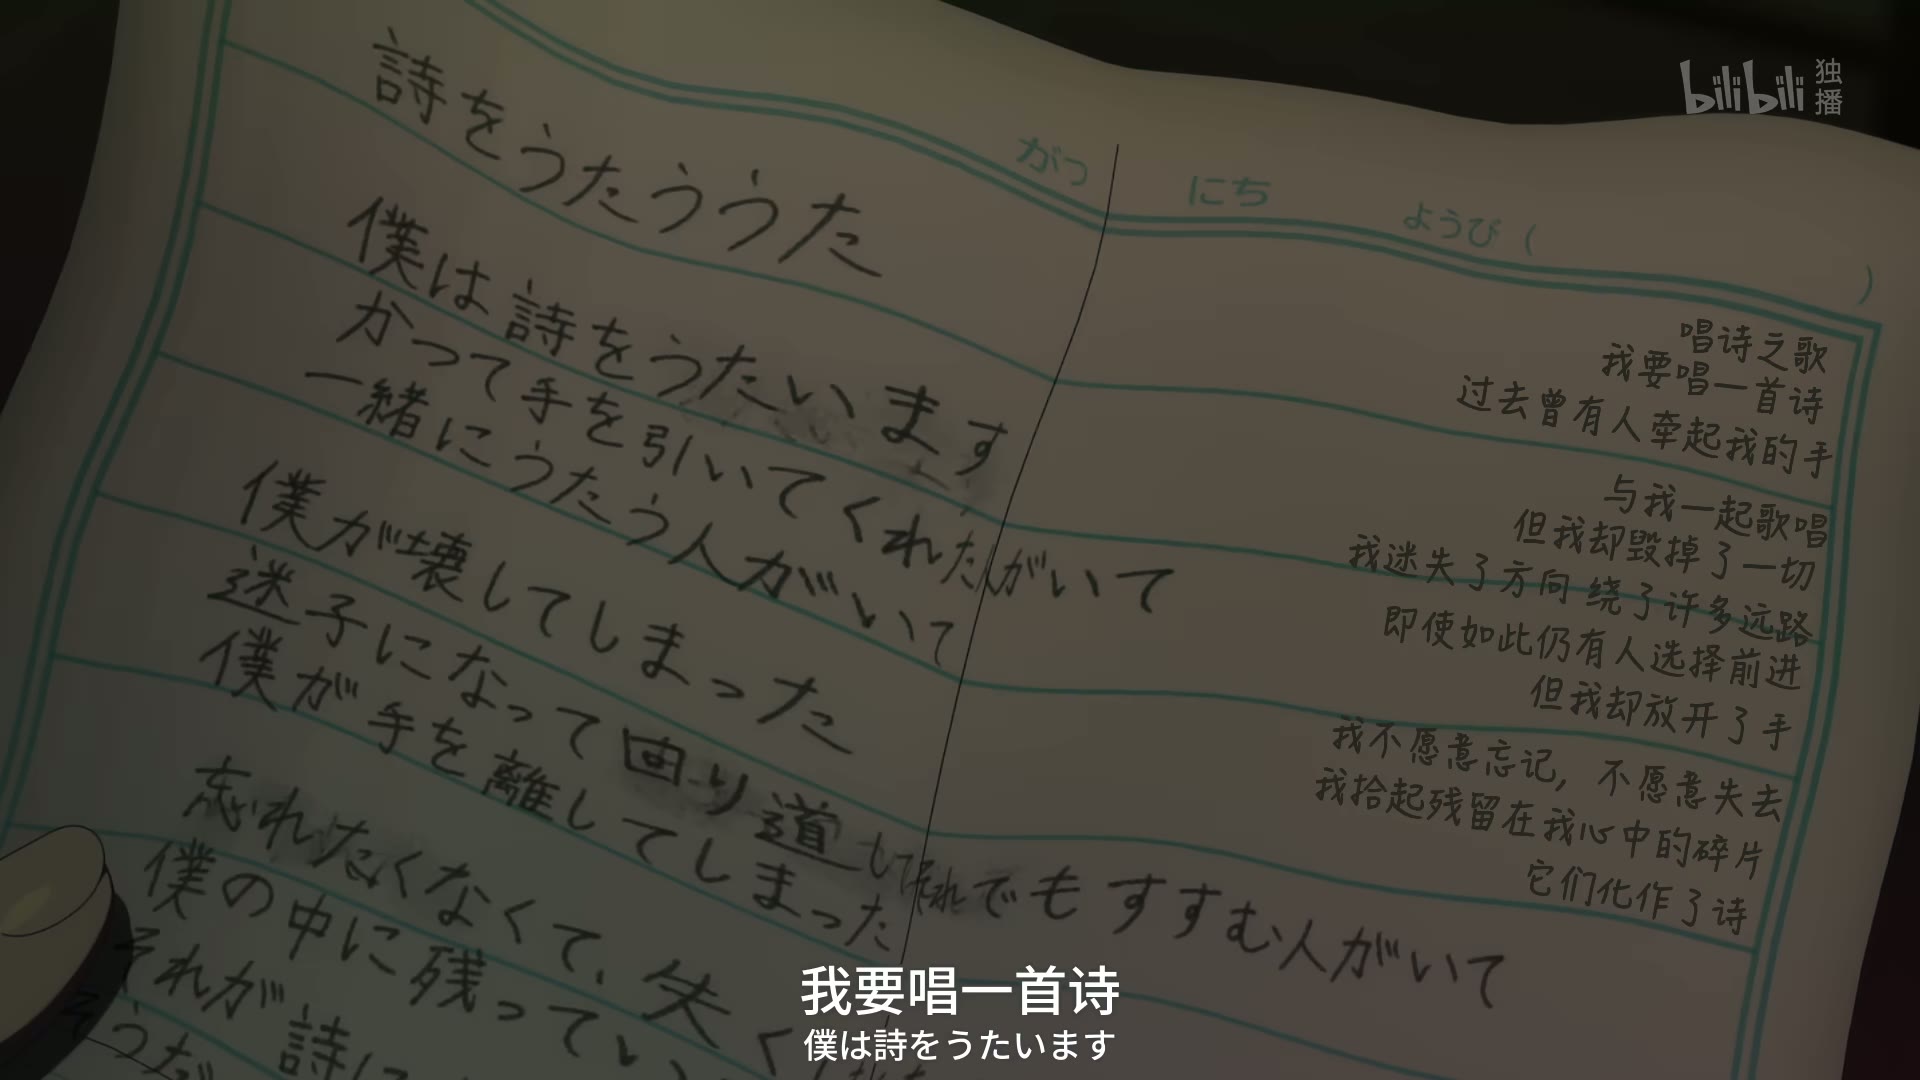 bilibili 独播
がつ にち ようび ( )
詩をうたううた
僕は詩をうたいます
かつて手を引いてくれた人がいて
一緒にうたう人がいて
僕が壊してしまった
迷子になって回り道してそれでもすすむ人がいて
僕が手を離してしまった
忘れたくなくて、失く
僕の中に残ってい
それが詩に
そうだ
唱诗之歌
我要唱一首诗
过去曾有人牵起我的手
与我一起歌唱
但我却毁掉了一切
我迷失了方向 绕了许多远路
即使如此仍有人选择前进
但我却放开了手
我不愿意忘记，不愿意失去
我拾起残留在我心中的碎片
它们化作了诗
我要唱一首诗
僕は詩をうたいます